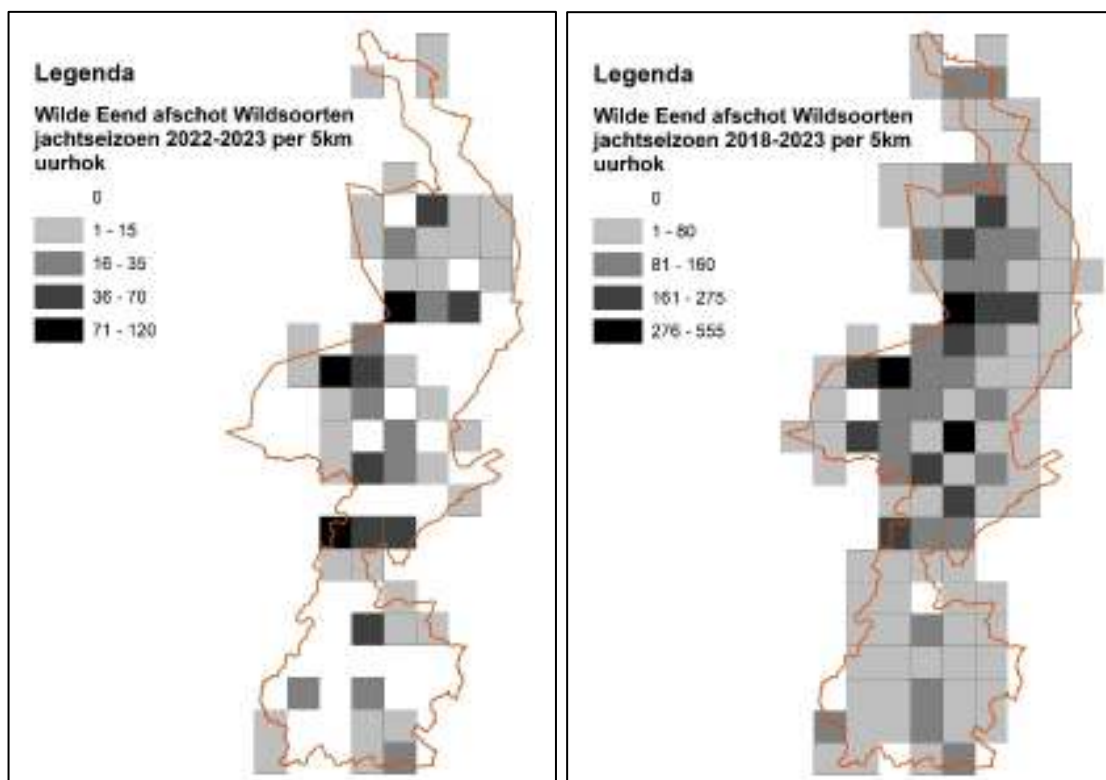 Legenda
Wilde Eend afschot Wildsoorten
jachtseizoen 2022-2023 per 5km
uurhok
0
1 - 15
16 - 35
36 - 70
71 - 120
Legenda
Wilde Eend afschot Wildsoorten
jachtseizoen 2018-2023 per 5km
uurhok
0
1 - 80
81 - 160
161 - 275
276 - 555